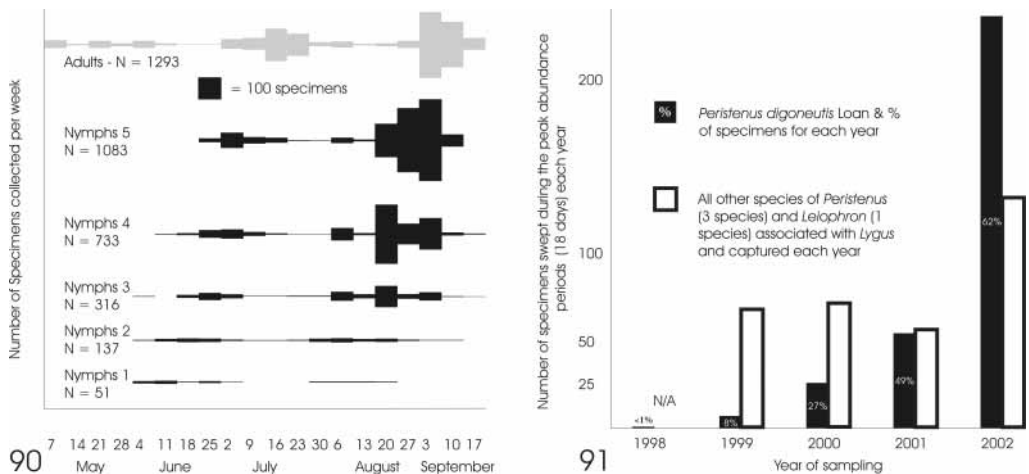 Number of Specimens collected per week
Adults - N = 1293
= 100 specimens
Nymphs 5
N = 1083
Nymphs 4
N = 733
Nymphs 3
N = 316
Nymphs 2
N = 137
Nymphs 1
N = 51
7 14 21 28 4 11 18 25 2 9 16 23 30 6 13 20 27 3 10 17
May June July August September
90
Number of specimens swept during the peak abundance
periods (18 days) each year
200
100
50
25
%
Peristenus digoneutis Loan & %
of specimens for each year
All other species of Peristenus
(3 species) and Leiophron (1
species) associated with Lygus
and captured each year
N/A
<1%
8%
27%
49%
62%
1998 1999 2000 2001 2002
Year of sampling
91